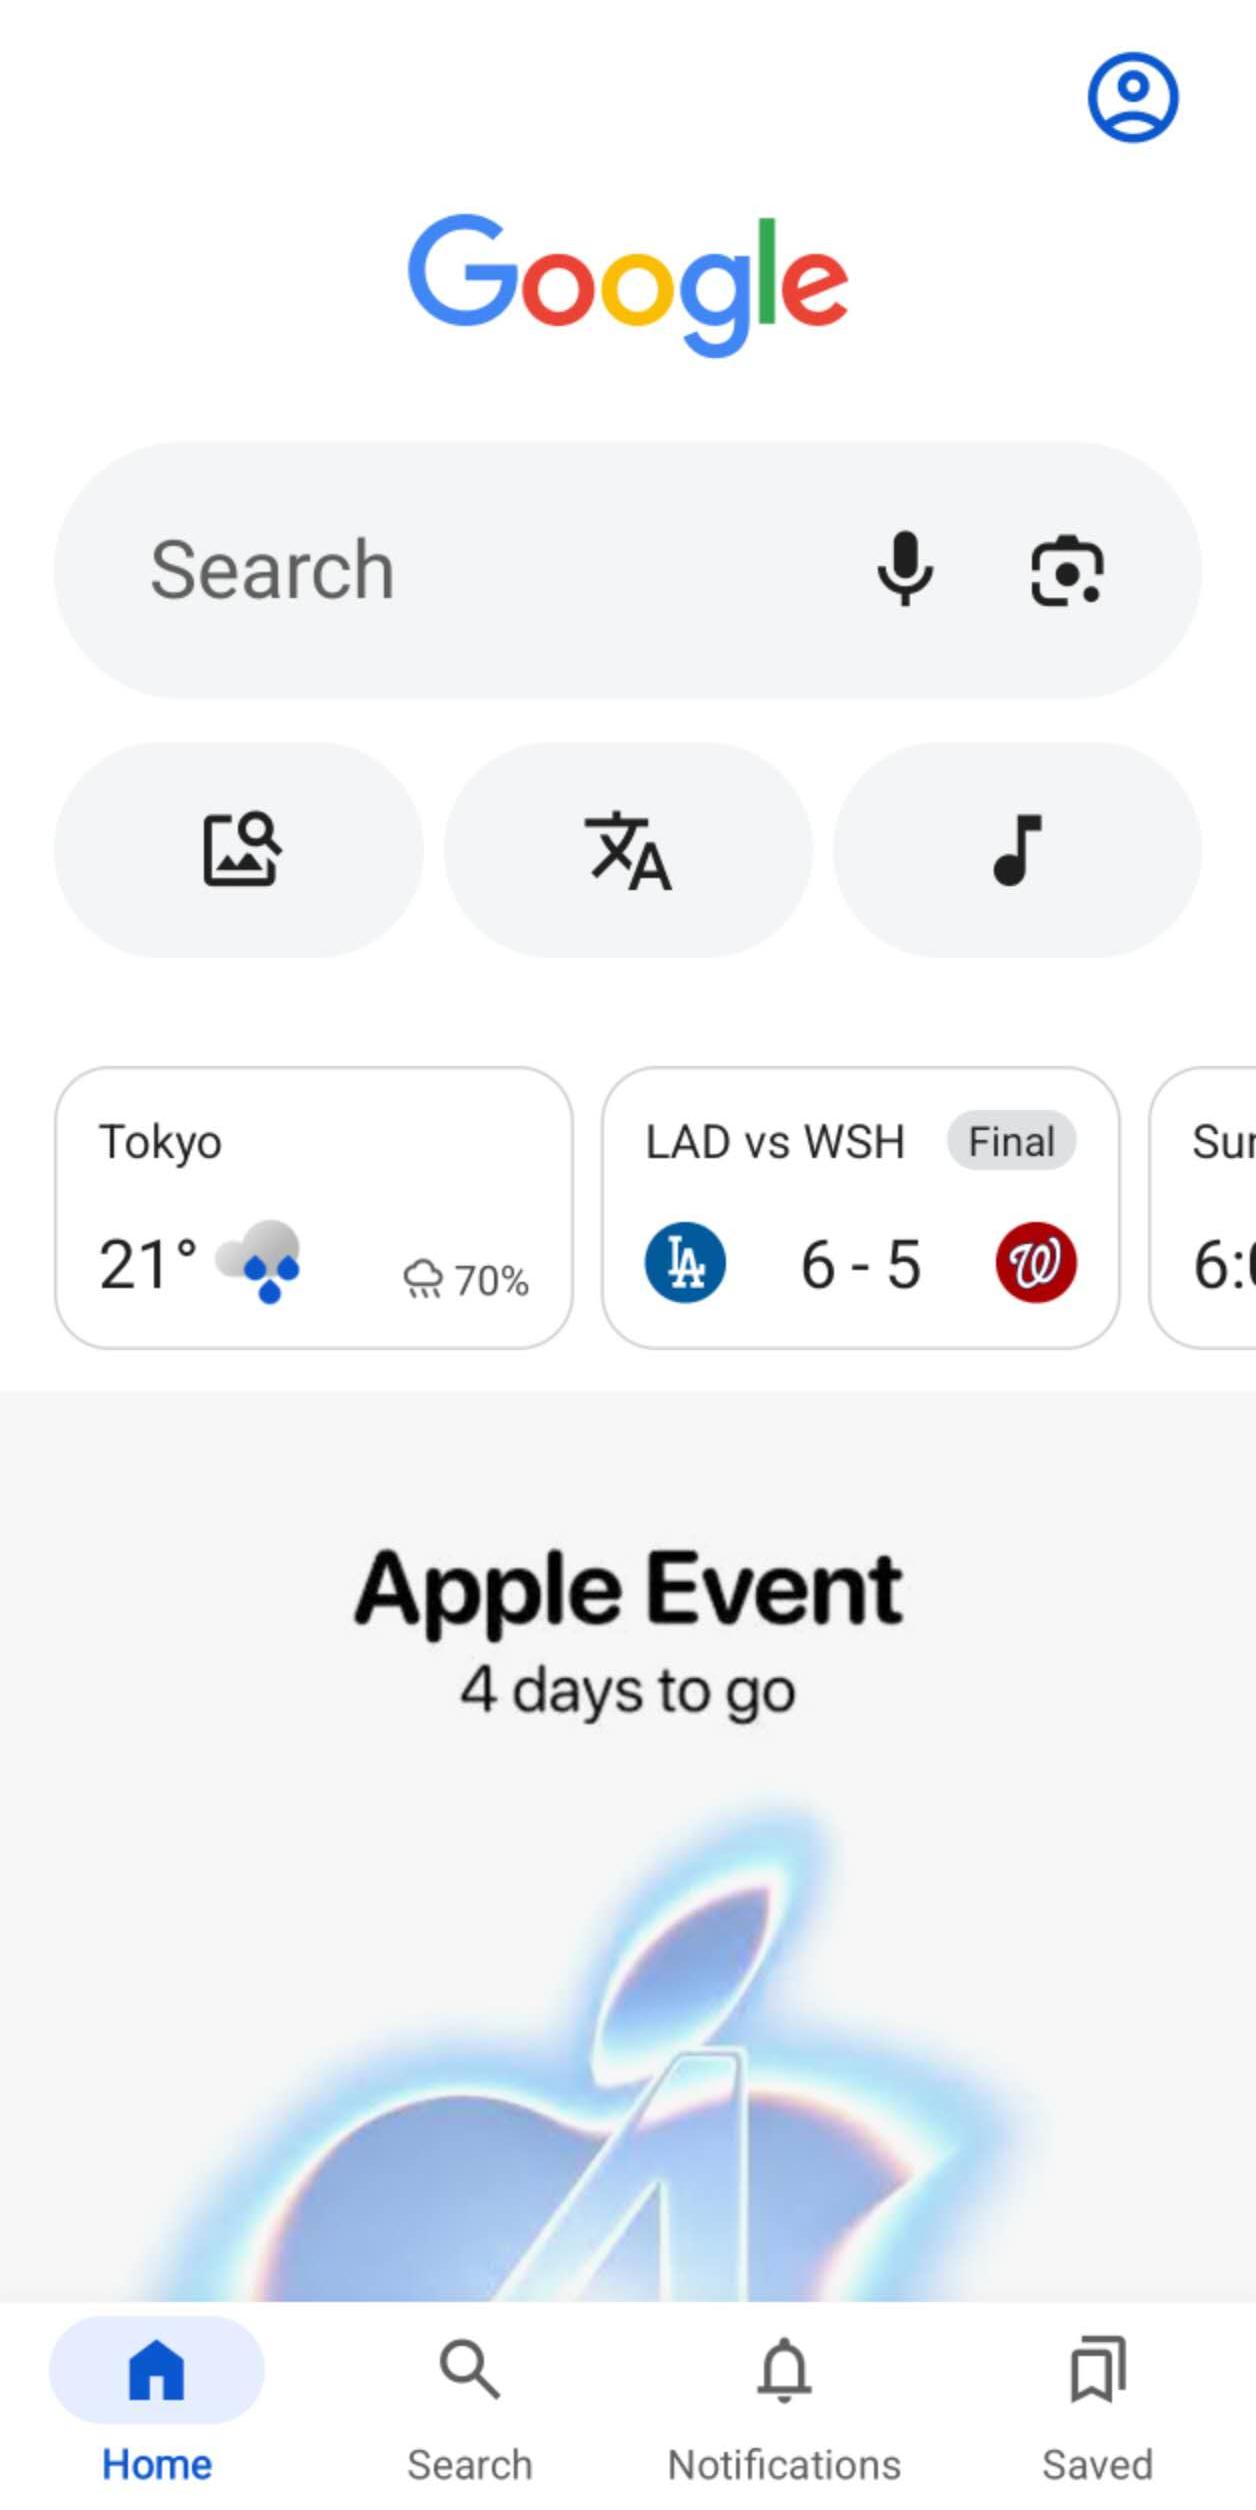 Google
Search
Tokyo
21°
70%
LAD vs WSH
Final
6 - 5
Apple Event
4 days to go
Home
Search
Notifications
Saved